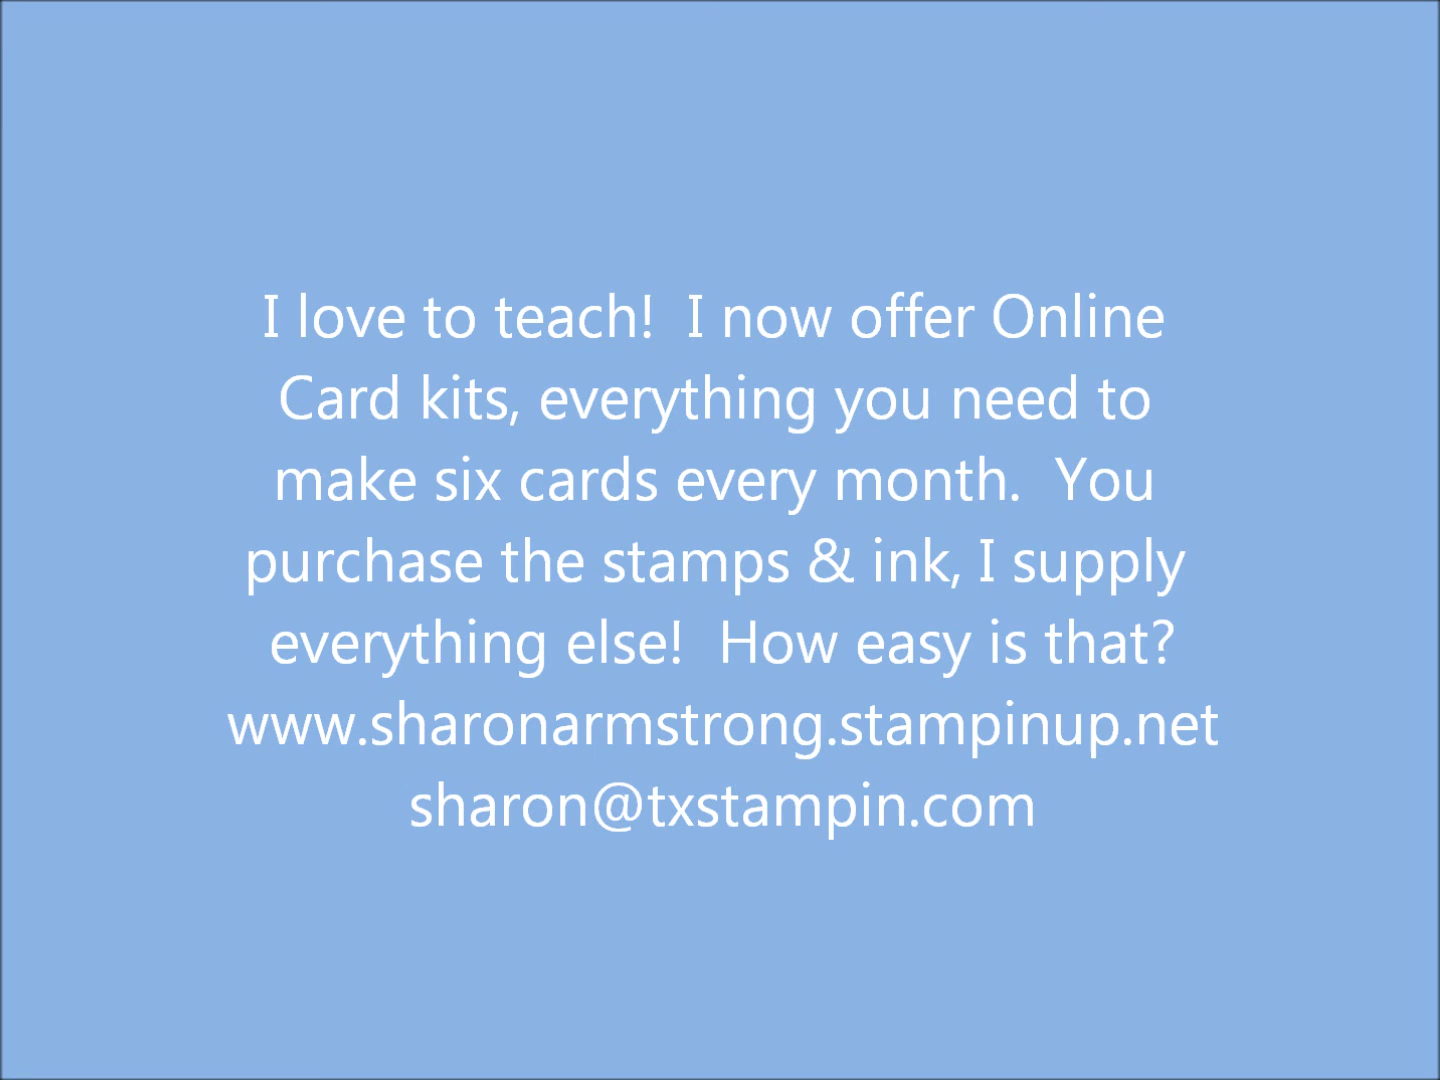 I love to teach!  I now offer Online
Card kits, everything you need to
make six cards every month.  You
purchase the stamps & ink, I supply
everything else!  How easy is that?
www.sharonarmstrong.stampinup.net
sharon@txstampin.com